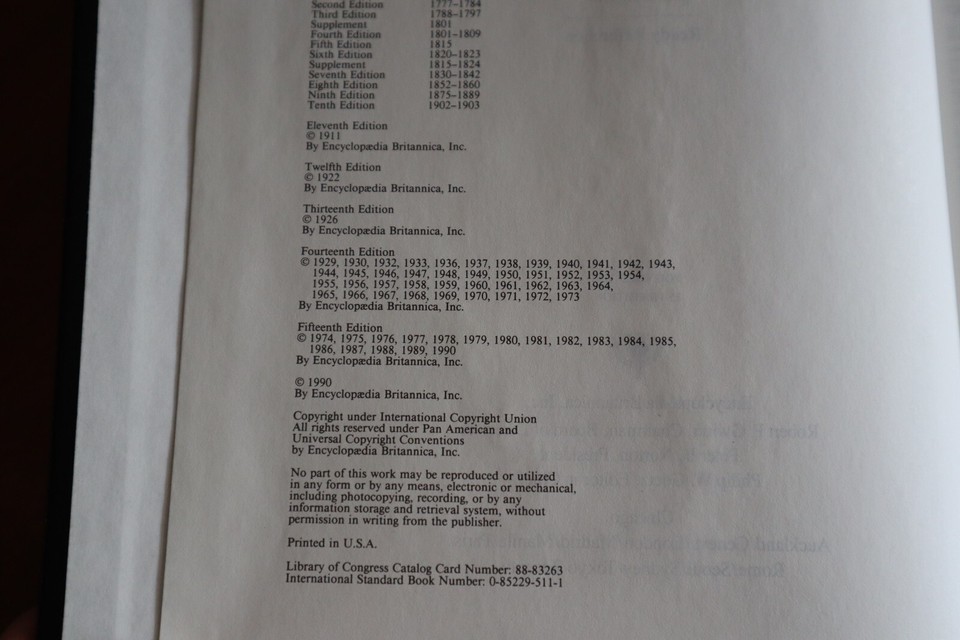 Second Edition 1777–1784
Third Edition 1788–1797
Supplement 1801
Fourth Edition 1801–1809
Fifth Edition 1815
Sixth Edition 1820–1823
Supplement 1815–1824
Seventh Edition 1830–1842
Eighth Edition 1852–1860
Ninth Edition 1875–1889
Tenth Edition 1902–1903
Eleventh Edition
© 1911
By Encyclopædia Britannica, Inc.
Twelfth Edition
© 1922
By Encyclopædia Britannica, Inc.
Thirteenth Edition
© 1926
By Encyclopædia Britannica, Inc.
Fourteenth Edition
© 1929, 1930, 1932, 1933, 1936, 1937, 1938, 1939, 1940, 1941, 1942, 1943,
1944, 1945, 1946, 1947, 1948, 1949, 1950, 1951, 1952, 1953, 1954,
1955, 1956, 1957, 1958, 1959, 1960, 1961, 1962, 1963, 1964,
1965, 1966, 1967, 1968, 1969, 1970, 1971, 1972, 1973
By Encyclopædia Britannica, Inc.
Fifteenth Edition
© 1974, 1975, 1976, 1977, 1978, 1979, 1980, 1981, 1982, 1983, 1984, 1985,
1986, 1987, 1988, 1989, 1990
By Encyclopædia Britannica, Inc.
© 1990
By Encyclopædia Britannica, Inc.
Copyright under International Copyright Union
All rights reserved under Pan American and
Universal Copyright Conventions
by Encyclopædia Britannica, Inc.
No part of this work may be reproduced or utilized
in any form or by any means, electronic or mechanical,
including photocopying, recording, or by any
information storage and retrieval system, without
permission in writing from the publisher.
Printed in U.S.A.
Library of Congress Catalog Card Number: 88-83263
International Standard Book Number: 0-85229-511-1